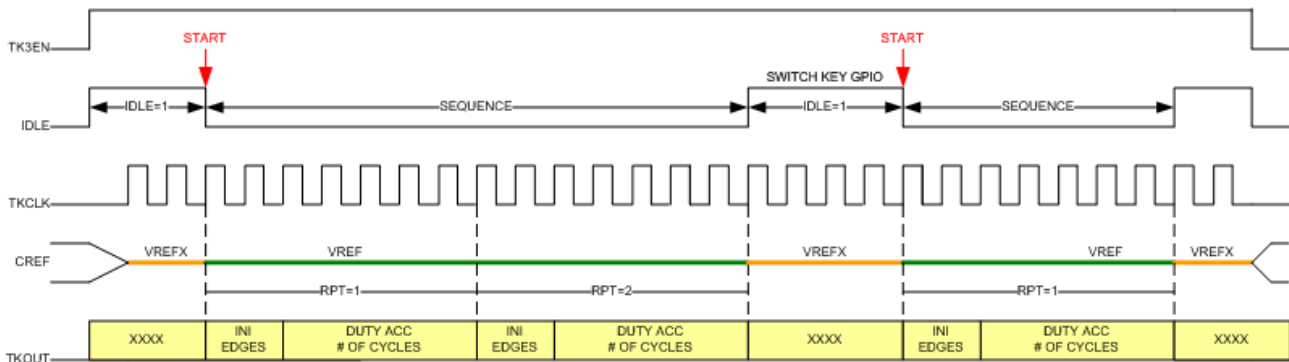 TK3EN
START
START
SWITCH KEY GPIO
IDLE=1
SEQUENCE
IDLE=1
SEQUENCE
IDLE
TKCLK
CREF
VREFX
VREF
VREFX
VREF
VREFX
RPT=1
RPT=2
RPT=1
TKOUT
XXXX
INI
EDGES
DUTY ACC
# OF CYCLES
INI
EDGES
DUTY ACC
# OF CYCLES
XXXX
INI
EDGES
DUTY ACC
# OF CYCLES
XXXX